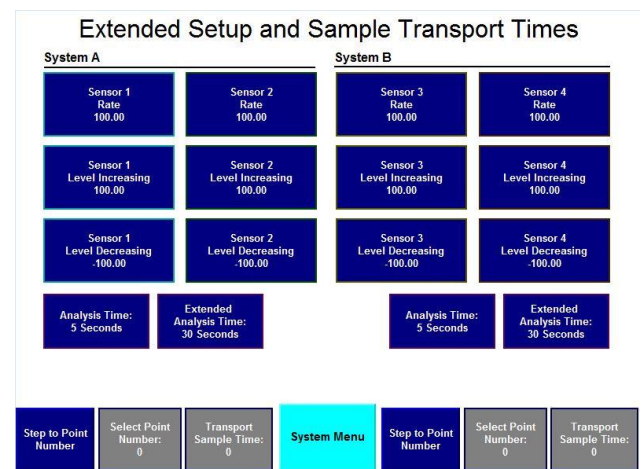 Extended Setup and Sample Transport Times
System A
System B
Sensor 1
Rate
100.00
Sensor 2
Rate
100.00
Sensor 3
Rate
100.00
Sensor 4
Rate
100.00
Sensor 1
Level Increasing
100.00
Sensor 2
Level Increasing
100.00
Sensor 3
Level Increasing
100.00
Sensor 4
Level Increasing
100.00
Sensor 1
Level Decreasing
-100.00
Sensor 2
Level Decreasing
-100.00
Sensor 3
Level Decreasing
-100.00
Sensor 4
Level Decreasing
-100.00
Analysis Time:
5 Seconds
Extended
Analysis Time:
30 Seconds
Analysis Time:
5 Seconds
Extended
Analysis Time:
30 Seconds
Step to Point
Number
Select Point
Number:
0
Transport
Sample Time:
0
System Menu
Step to Point
Number
Select Point
Number:
0
Transport
Sample Time:
0